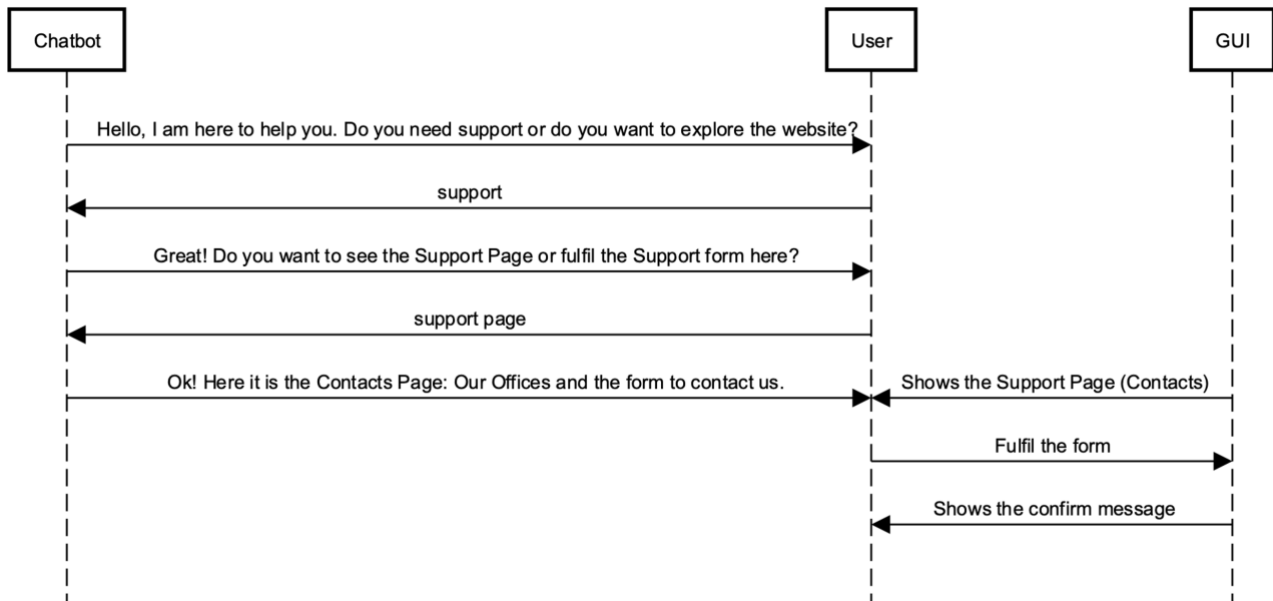 Chatbot
User
GUI
Hello, I am here to help you. Do you need support or do you want to explore the website?
support
Great! Do you want to see the Support Page or fulfil the Support form here?
support page
Ok! Here it is the Contacts Page: Our Offices and the form to contact us.
Shows the Support Page (Contacts)
Fulfil the form
Shows the confirm message